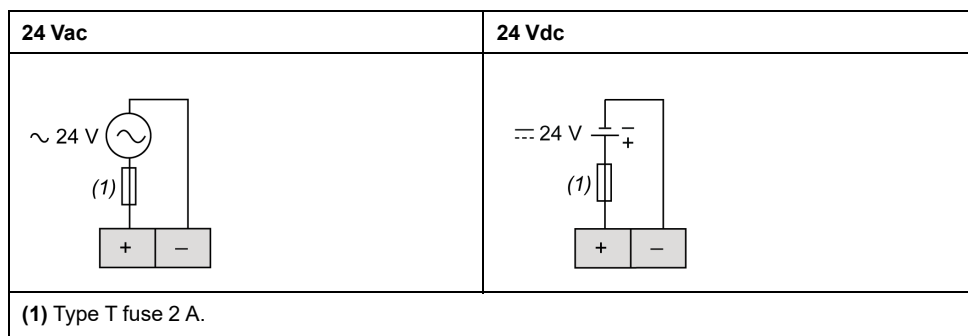 24 Vac
24 Vdc
∼ 24 V
(1)
+ −
⎓ 24 V
−
+
(1)
+ −
(1) Type T fuse 2 A.